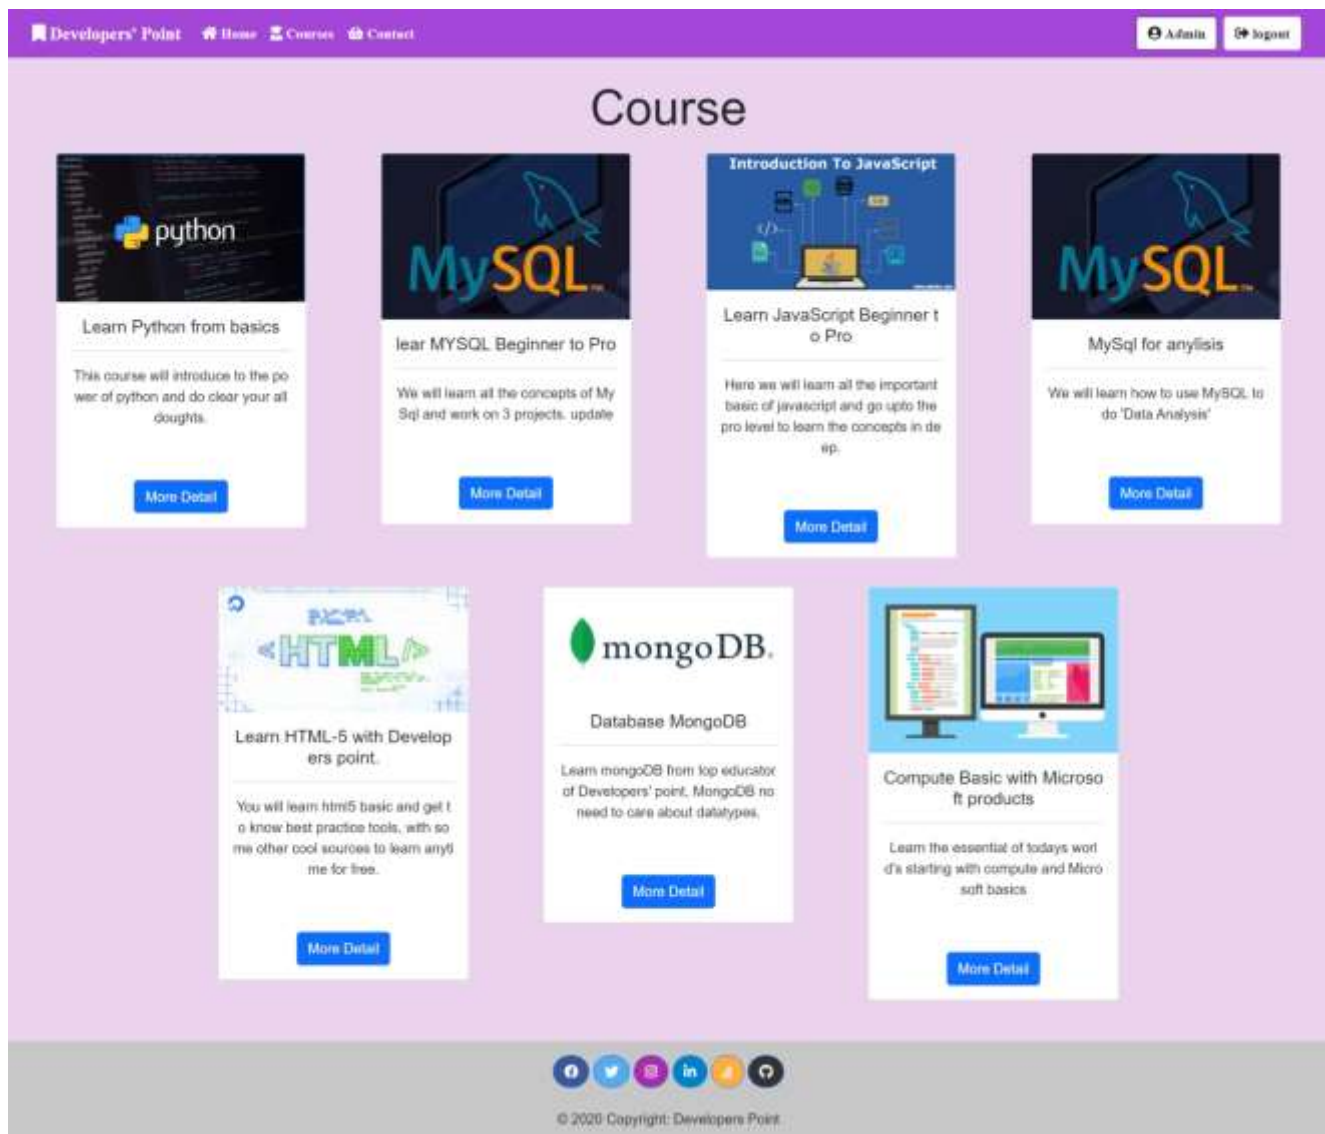 Developers' Point Home Courses Contact Admin logout
Course
python
Learn Python from basics
This course will introduce to the po
wer of python and do clear your all
doughts.
More Detail
MySQL
lear MYSQL Beginner to Pro
We will learn all the concepts of My
Sql and work on 3 projects. update
More Detail
Introduction To JavaScript
Learn JavaScript Beginner t
o Pro
Here we will learn all the important
basic of javascript and go upto the
pro level to learn the concepts in de
ep.
More Detail
MySQL
MySql for anylisis
We will learn how to use MySQL to
do 'Data Analysis'
More Detail
<HTML/>
Learn HTML-5 with Develop
ers point.
You will learn html5 basic and get t
o know best practice tools, with so
me other cool sources to learn anyti
me for free.
More Detail
mongoDB.
Database MongoDB
Learn mongoDB from top educator
of Developers' point. MongoDB no
need to care about datatypes.
More Detail
Compute Basic with Microso
ft products
Learn the essential of todays worl
d's starting with compute and Micro
soft basics
More Detail
© 2020 Copyright: Developers Point